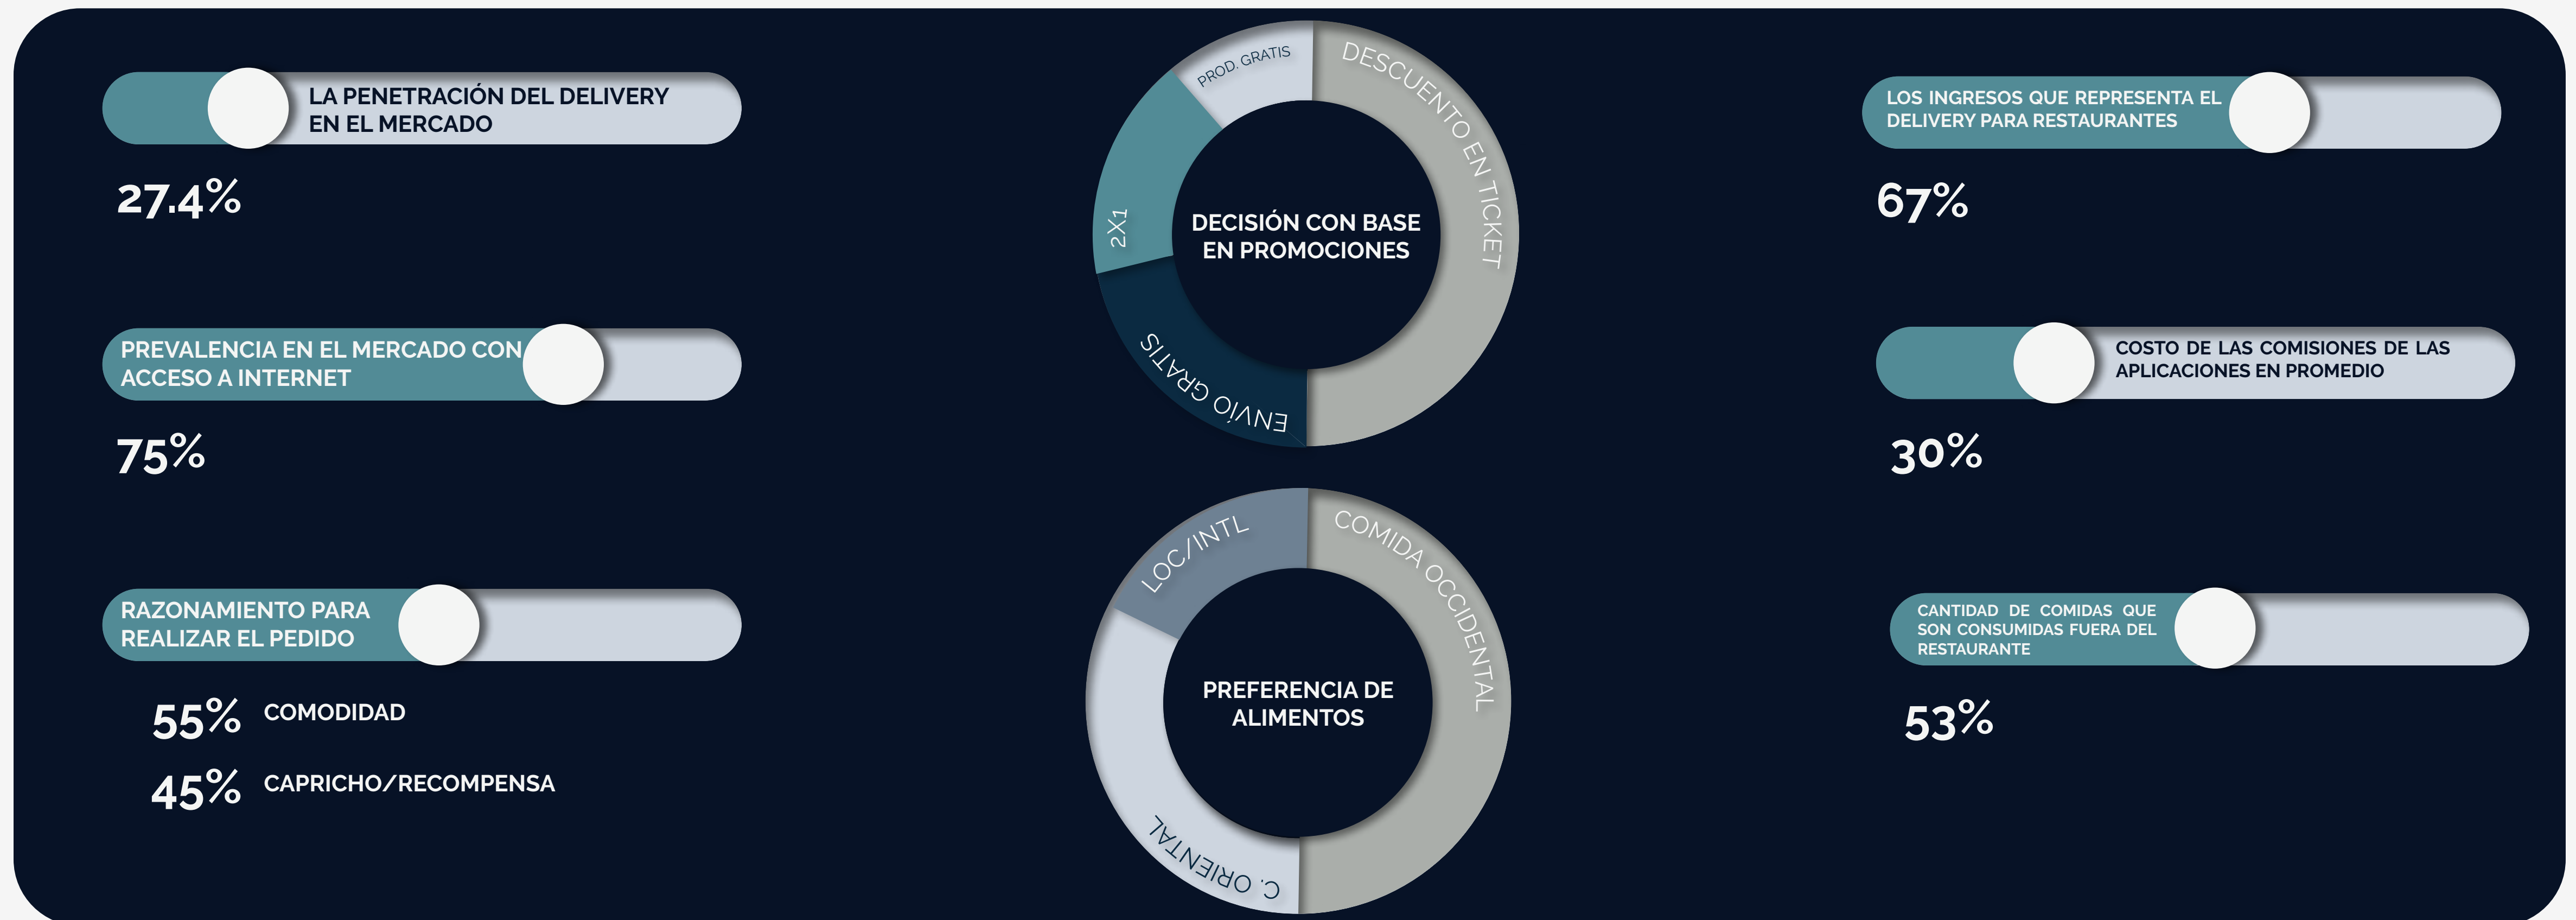 LA PENETRACIÓN DEL DELIVERY
EN EL MERCADO
27.4%
PREVALENCIA EN EL MERCADO CON
ACCESO A INTERNET
75%
RAZONAMIENTO PARA
REALIZAR EL PEDIDO
55% COMODIDAD
45% CAPRICHO/RECOMPENSA
PROD. GRATIS
DESCUENTO EN TICKET
2X1
ENVÍO GRATIS
DECISIÓN CON BASE
EN PROMOCIONES
LOC/INTL
COMIDA OCCIDENTAL
C. ORIENTAL
PREFERENCIA DE
ALIMENTOS
LOS INGRESOS QUE REPRESENTA EL
DELIVERY PARA RESTAURANTES
67%
COSTO DE LAS COMISIONES DE LAS
APLICACIONES EN PROMEDIO
30%
CANTIDAD DE COMIDAS QUE
SON CONSUMIDAS FUERA DEL
RESTAURANTE
53%